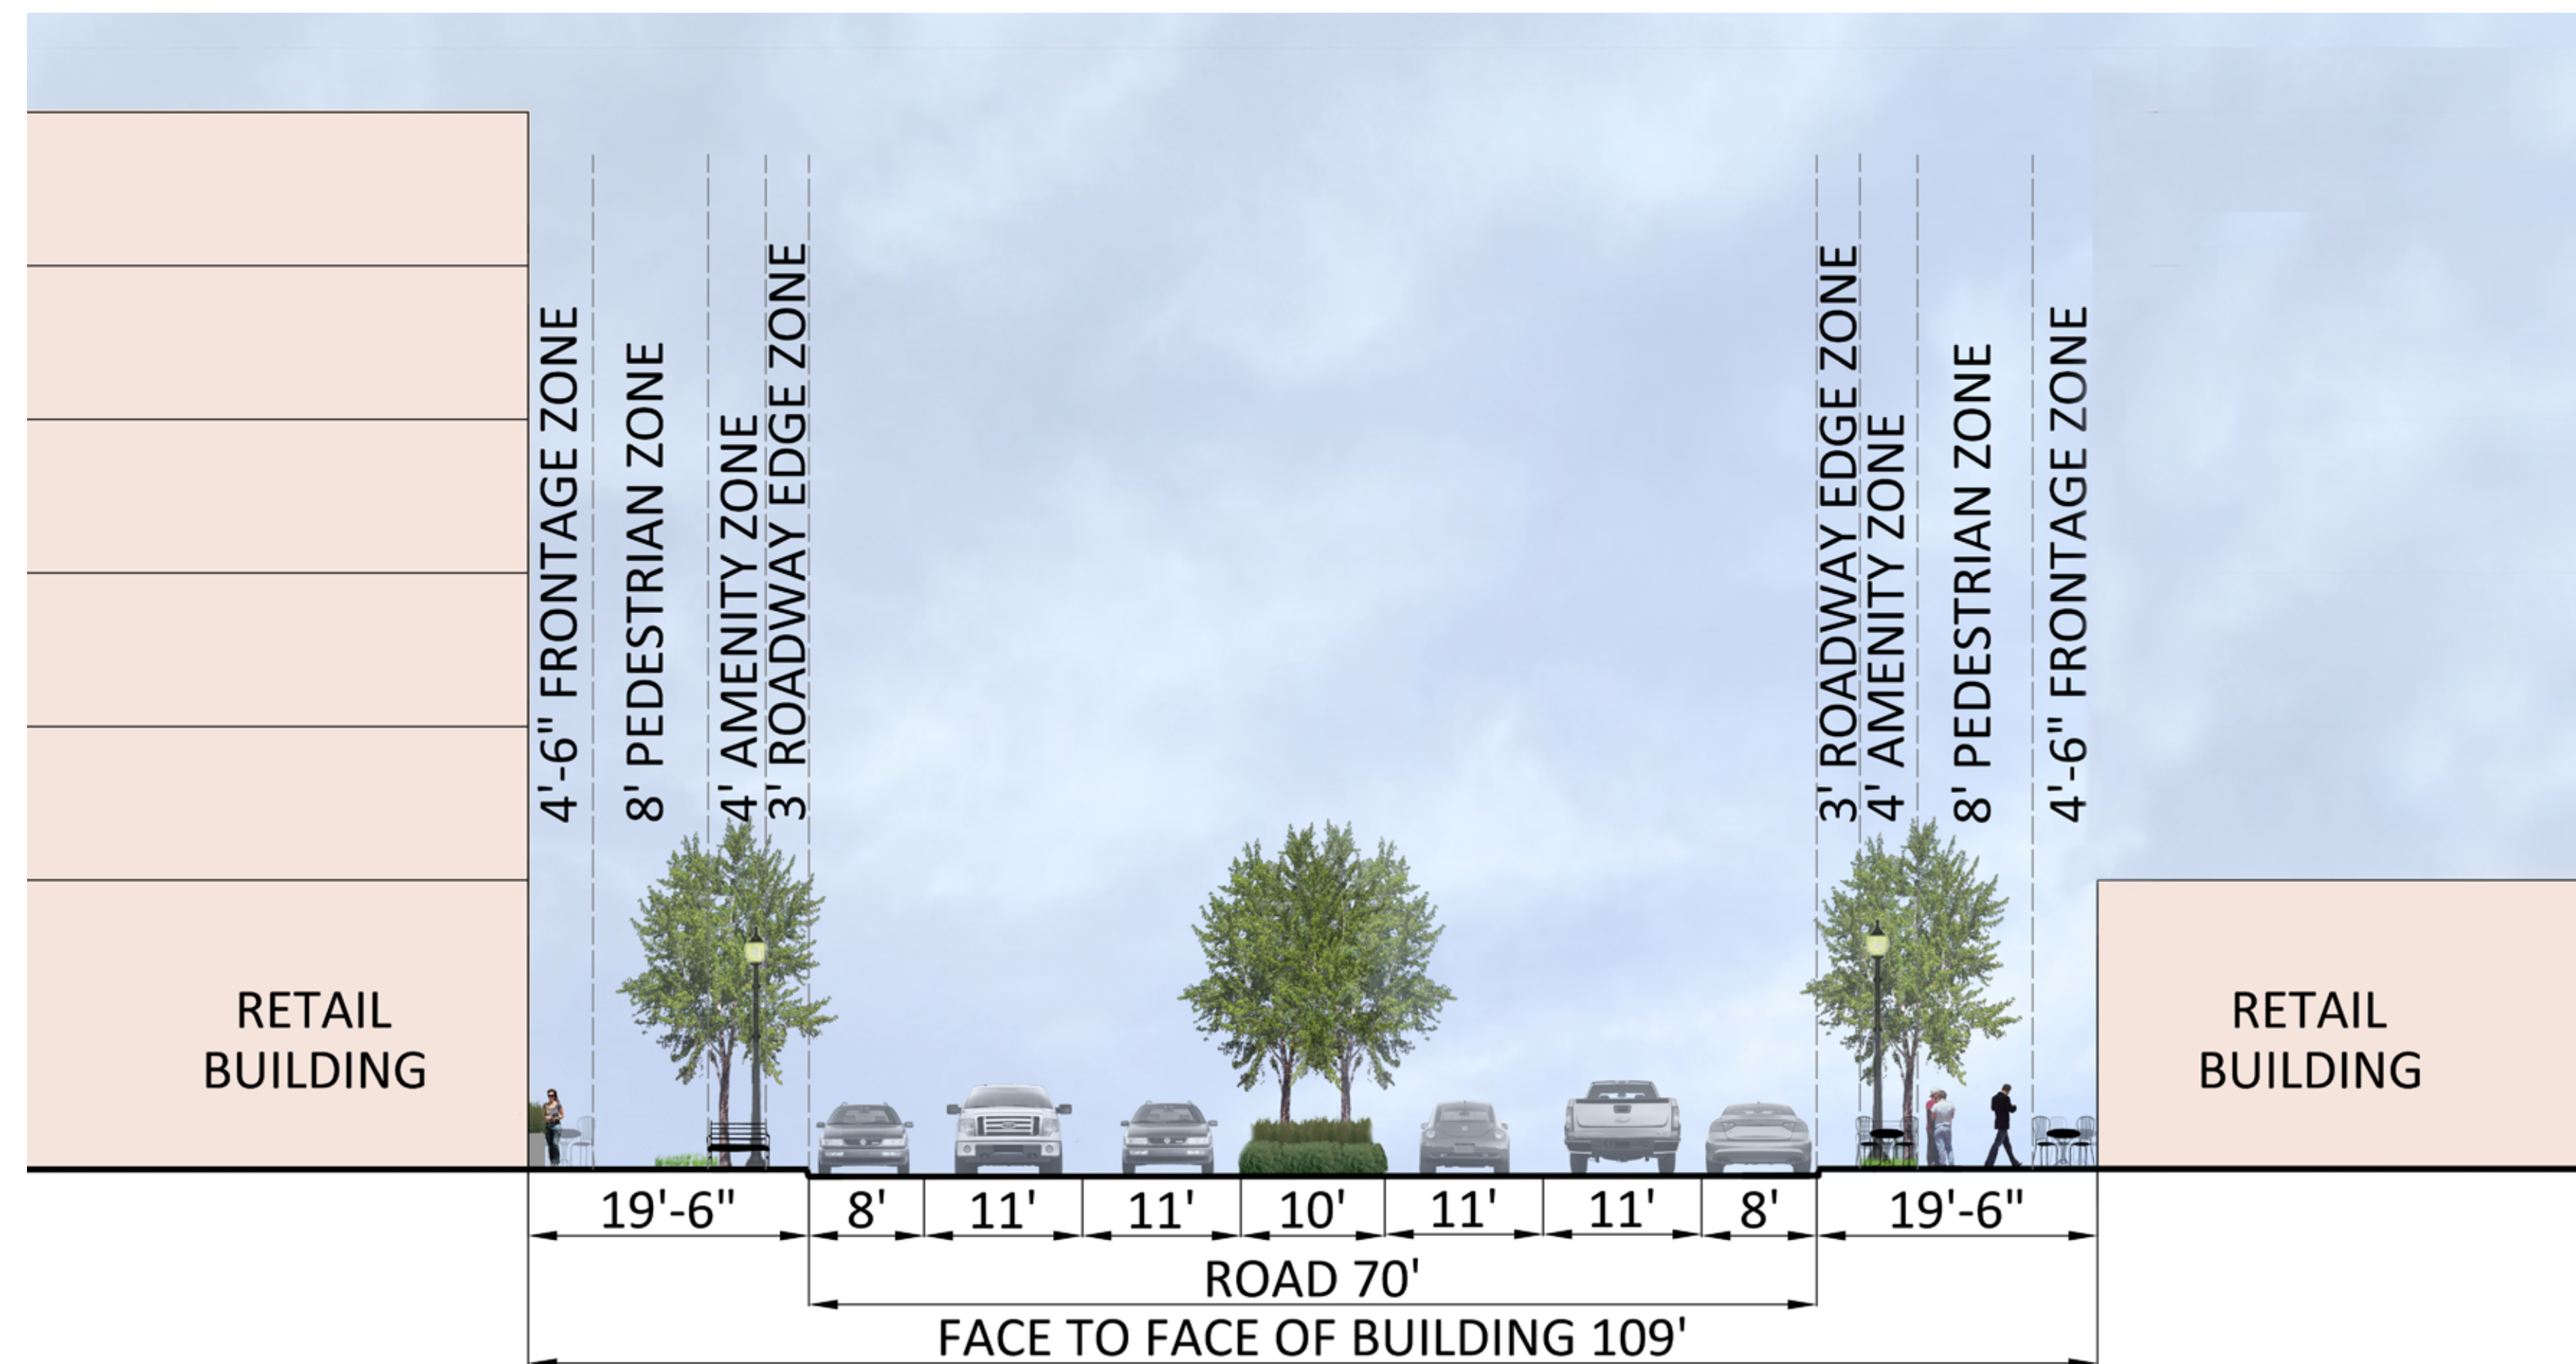 4'-6" FRONTAGE ZONE
8' PEDESTRIAN ZONE
4' AMENITY ZONE
3' ROADWAY EDGE ZONE
3' ROADWAY EDGE ZONE
4' AMENITY ZONE
8' PEDESTRIAN ZONE
4'-6" FRONTAGE ZONE
RETAIL
BUILDING
RETAIL
BUILDING
19'-6" 8' 11' 11' 10' 11' 11' 8' 19'-6"
ROAD 70'
FACE TO FACE OF BUILDING 109'